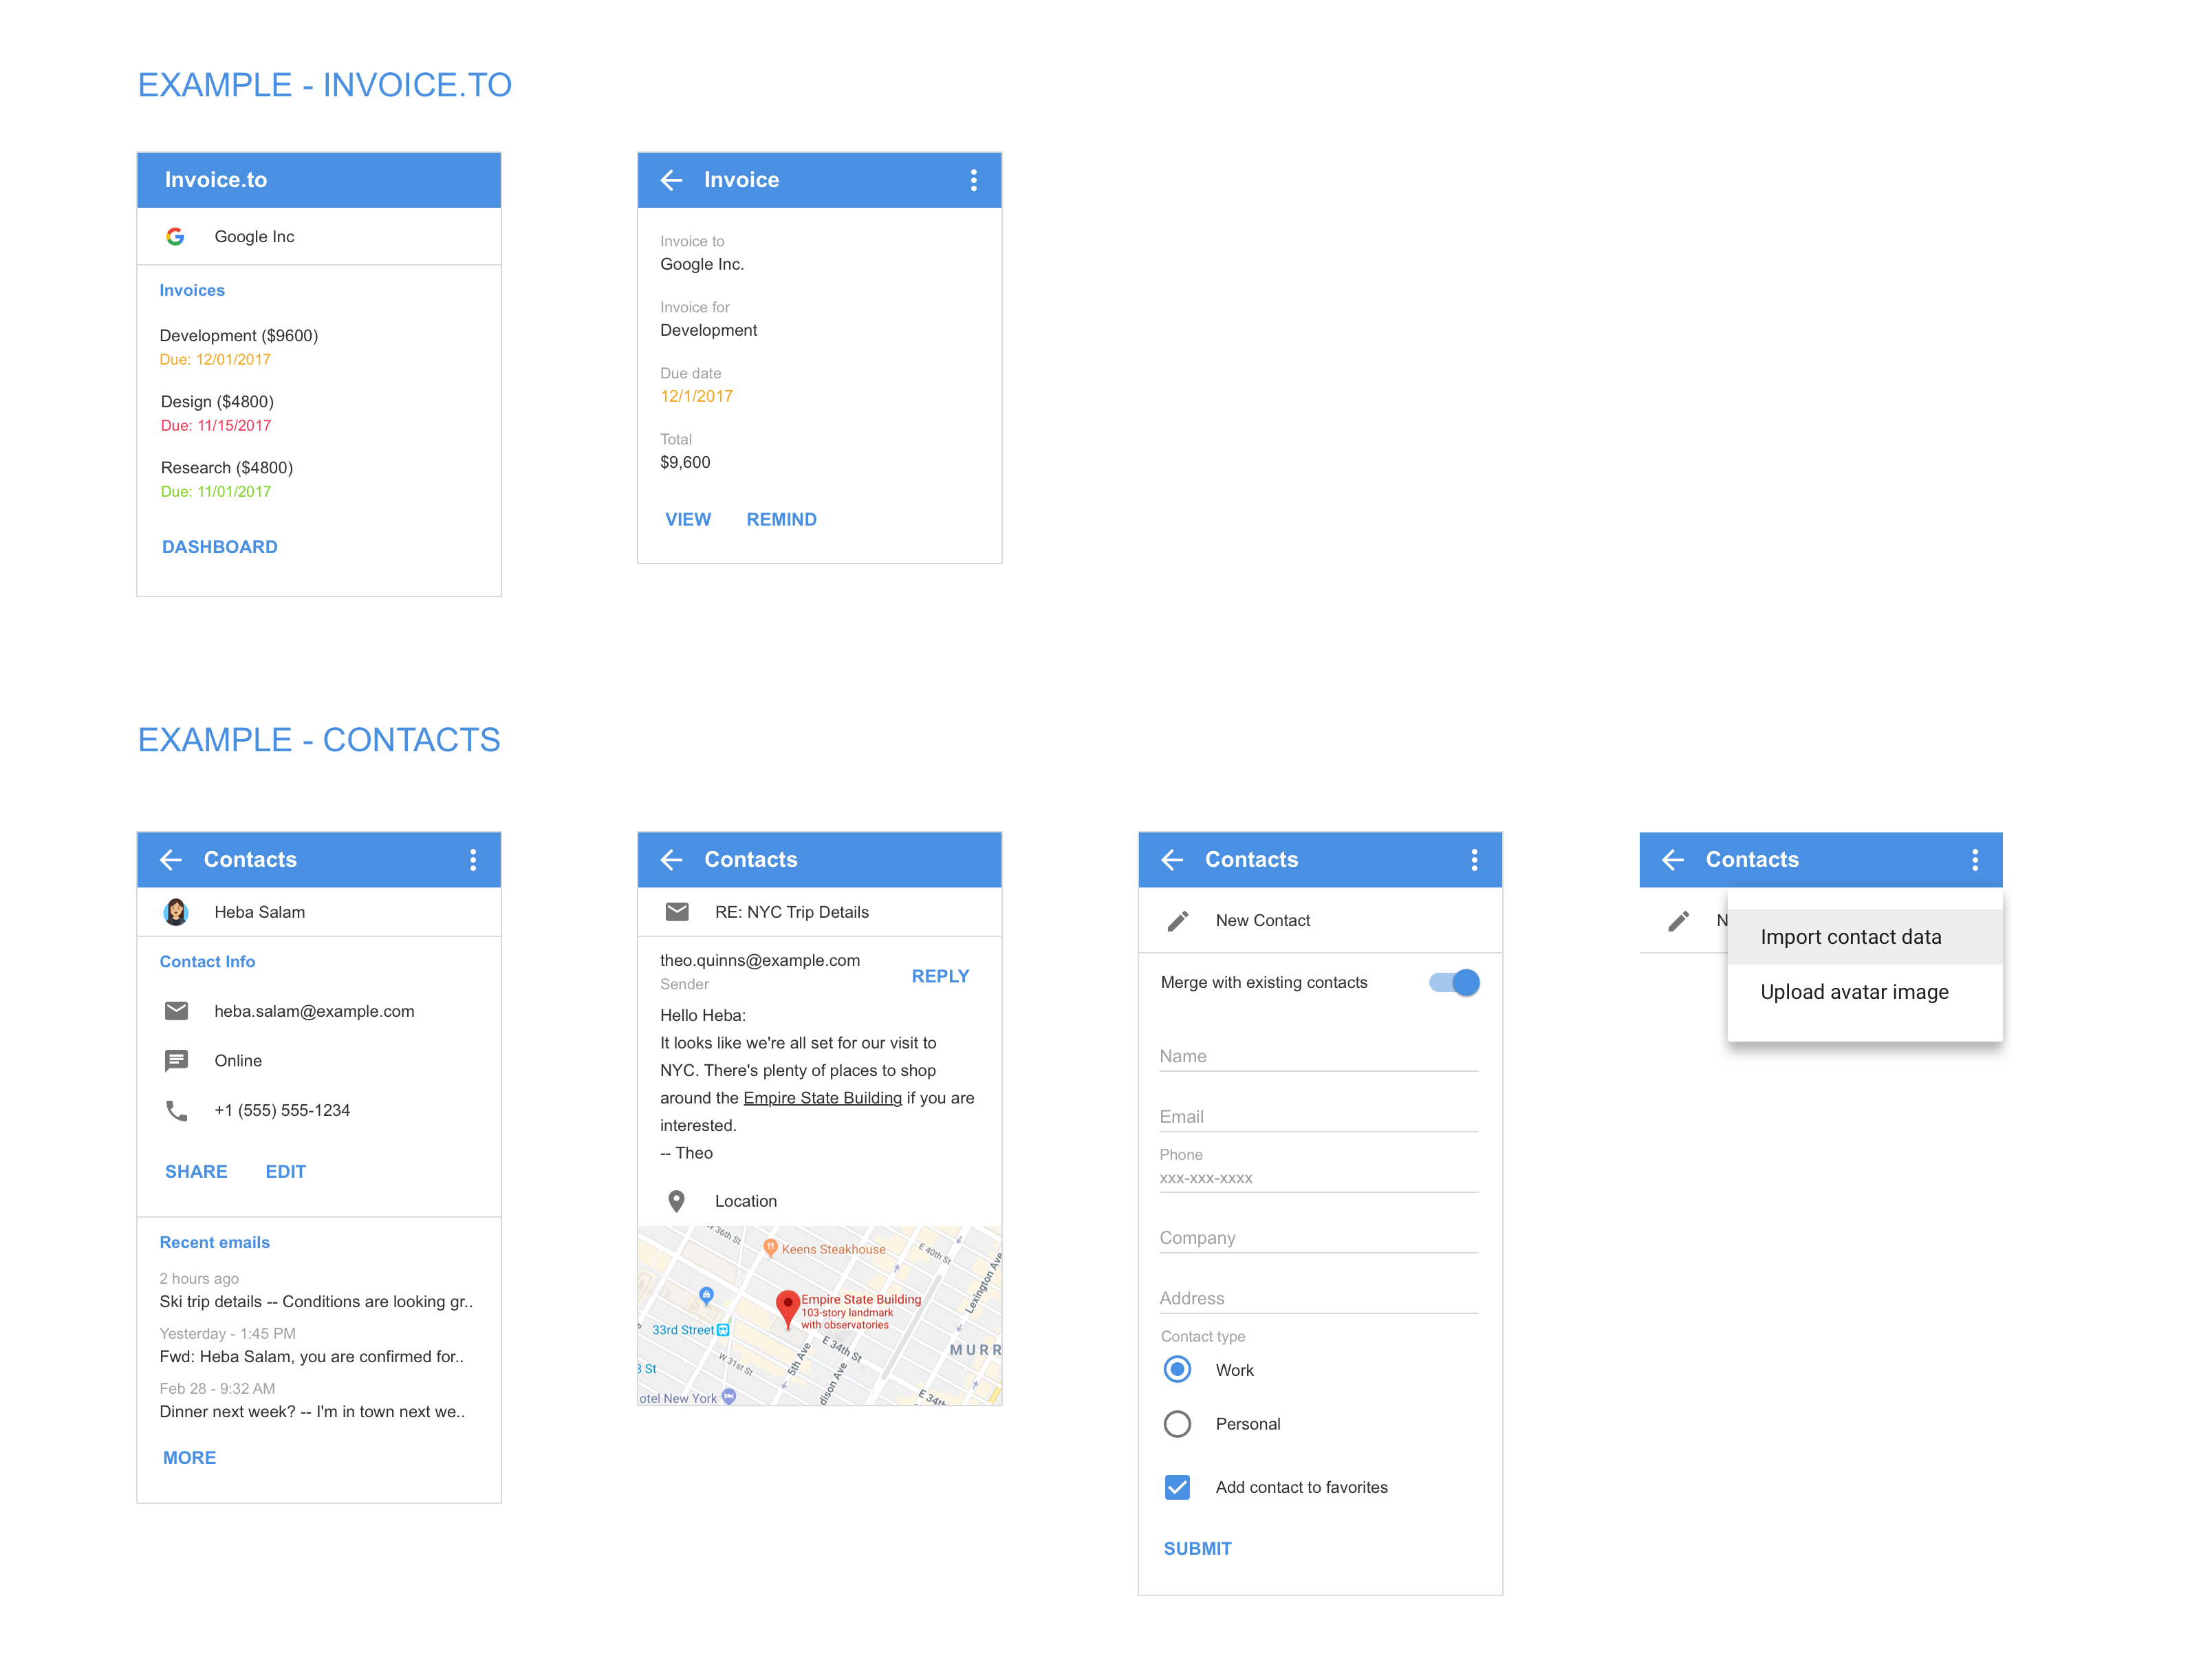 EXAMPLE - INVOICE.TO
Invoice.to
Google Inc
Invoices
Development ($9600)
Due: 12/01/2017
Design ($4800)
Due: 11/15/2017
Research ($4800)
Due: 11/01/2017
DASHBOARD
Invoice
Invoice to
Google Inc.
Invoice for
Development
Due date
12/1/2017
Total
$9,600
VIEW REMIND
EXAMPLE - CONTACTS
Contacts
Heba Salam
Contact Info
heba.salam@example.com
Online
+1 (555) 555-1234
SHARE EDIT
Recent emails
2 hours ago
Ski trip details -- Conditions are looking gr..
Yesterday - 1:45 PM
Fwd: Heba Salam, you are confirmed for..
Feb 28 - 9:32 AM
Dinner next week? -- I'm in town next we..
MORE
Contacts
RE: NYC Trip Details
theo.quinns@example.com
Sender
REPLY
Hello Heba:
It looks like we're all set for our visit to
NYC. There's plenty of places to shop
around the Empire State Building if you are
interested.
-- Theo
Location
W 36th St
Keens Steakhouse
E 40th St
Lexington Ave
Empire State Building
103-story landmark
with observatories
33rd Street
E 34th St
MURR
W 31st St
5th Ave
3 St
dison Ave
otel New York
E 34th
Contacts
New Contact
Merge with existing contacts
Name
Email
Phone
xxx-xxx-xxxx
Company
Address
Contact type
Work
Personal
Add contact to favorites
SUBMIT
Contacts
N
Import contact data
Upload avatar image